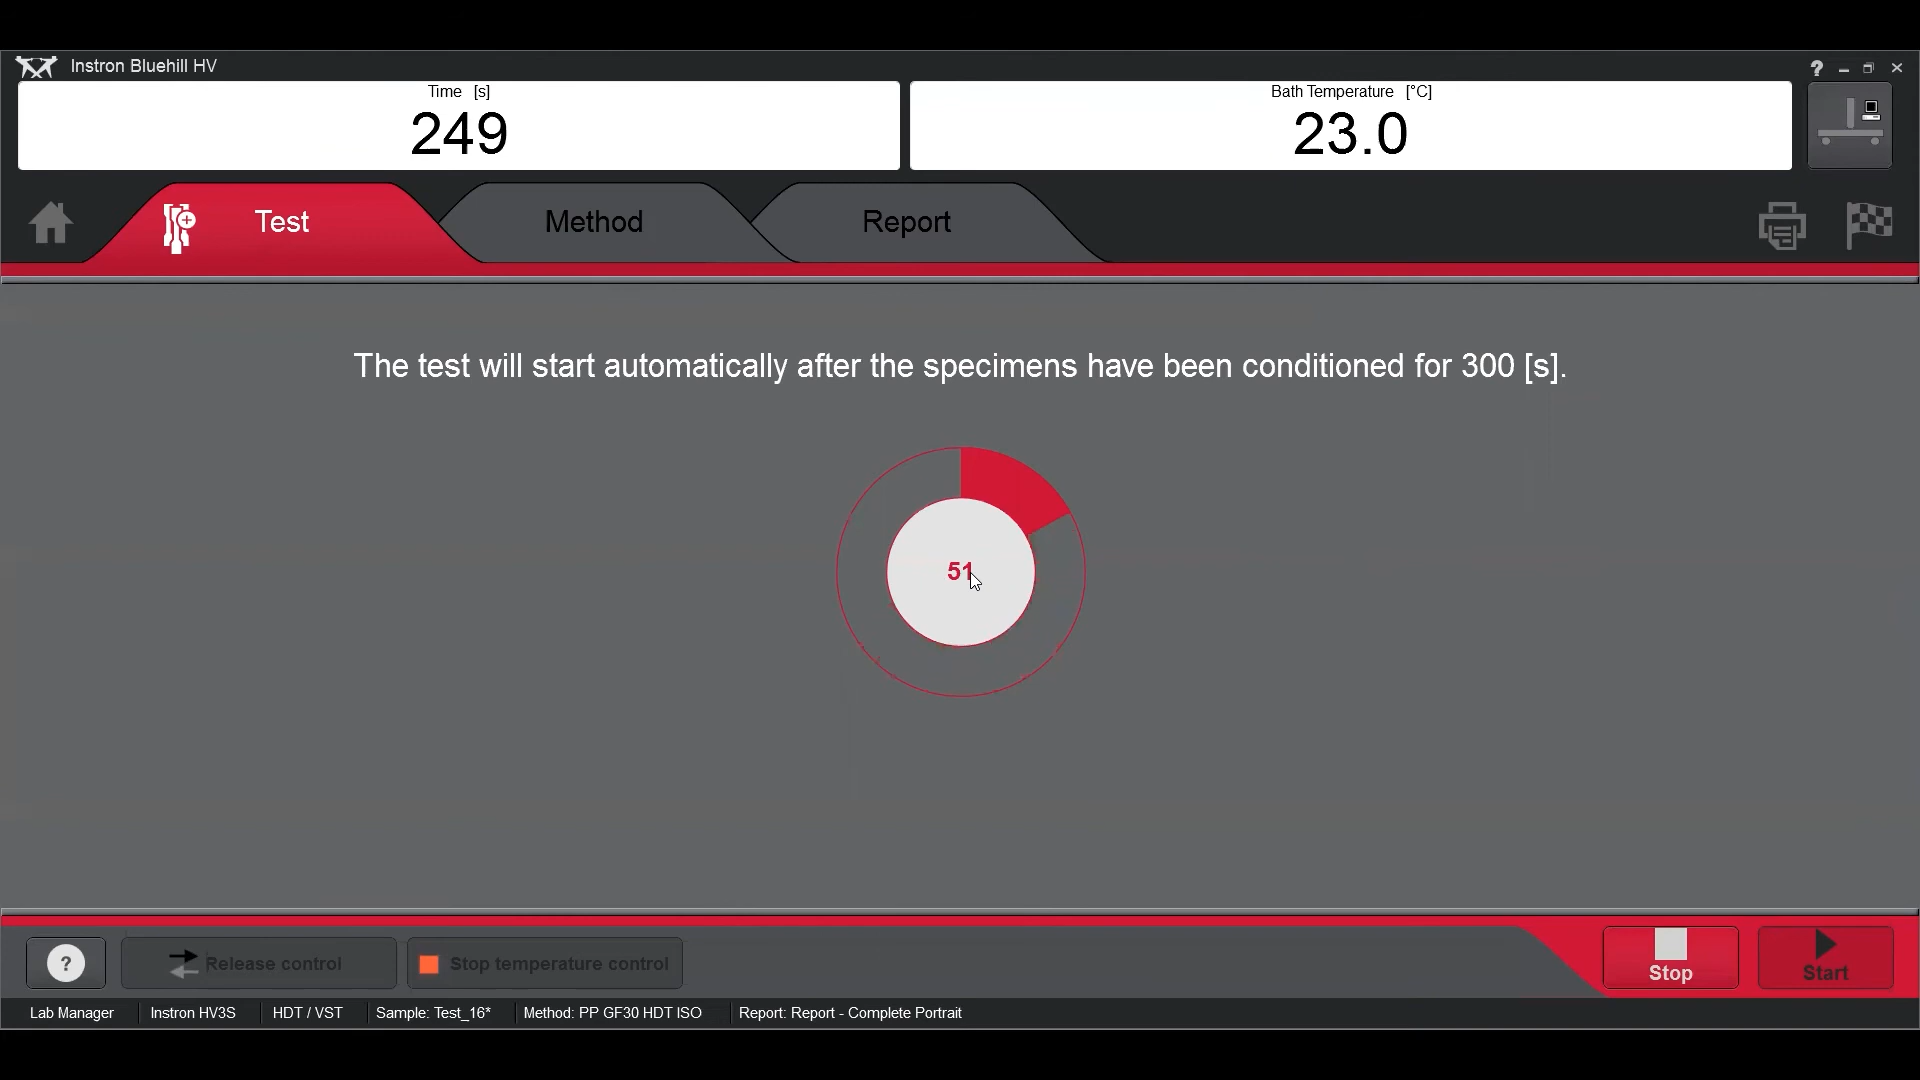 Instron Bluehill HV
?
Time [s]
249
Bath Temperature [°C]
23.0
Test
Method
Report
The test will start automatically after the specimens have been conditioned for 300 [s].
51
?
Release control
Stop temperature control
Stop
Start
Lab Manager
Instron HV3S
HDT / VST
Sample: Test_16*
Method: PP GF30 HDT ISO
Report: Report - Complete Portrait